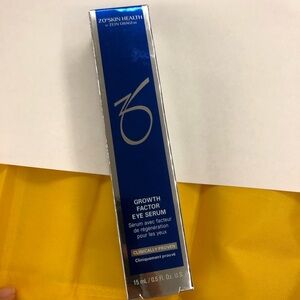 ZO® SKIN HEALTH
BY ZEIN OBAGI MD
GROWTH
FACTOR
EYE SERUM
Sérum avec facteur
de régénération
pour les yeux
CLINICALLY PROVEN
Cliniquement prouvé
15 mL / 0.5 Fl. Oz. U.S.